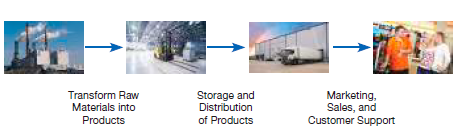 Transform Raw
Materials into
Products
Storage and
Distribution
of Products
Marketing,
Sales, and
Customer Support